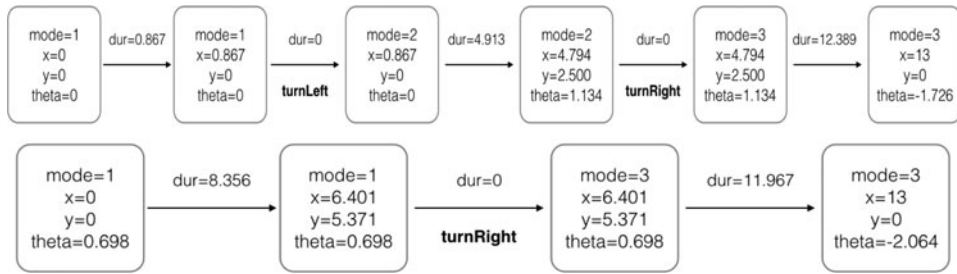 mode=1
x=0
y=0
theta=0
dur=0.867
mode=1
x=0.867
y=0
theta=0
dur=0
turnLeft
mode=2
x=0.867
y=0
theta=0
dur=4.913
mode=2
x=4.794
y=2.500
theta=1.134
dur=0
turnRight
mode=3
x=4.794
y=2.500
theta=1.134
dur=12.389
mode=3
x=13
y=0
theta=-1.726
mode=1
x=0
y=0
theta=0.698
dur=8.356
mode=1
x=6.401
y=5.371
theta=0.698
dur=0
turnRight
mode=3
x=6.401
y=5.371
theta=0.698
dur=11.967
mode=3
x=13
y=0
theta=-2.064